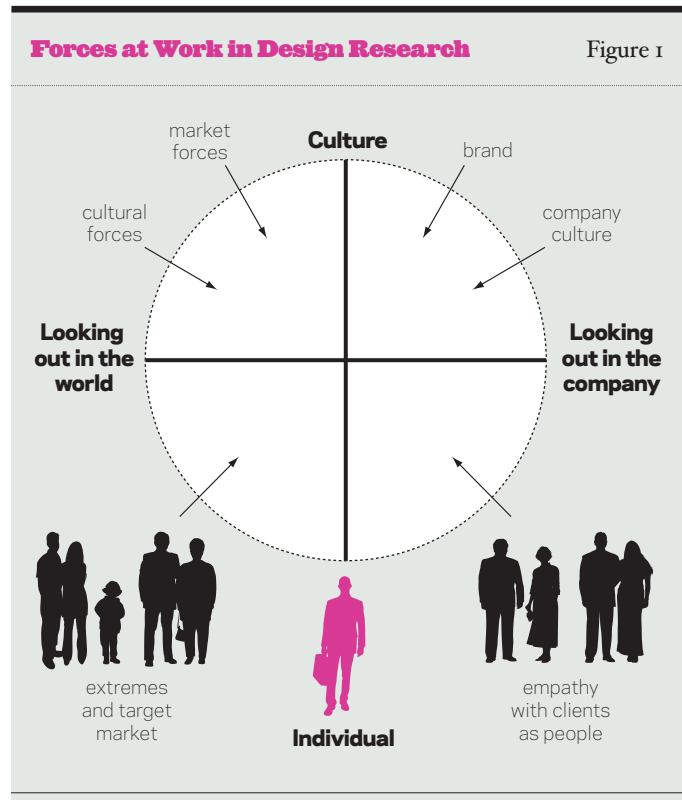 Forces at Work in Design Research
Figure 1
market
forces
Culture
brand
cultural
forces
company
culture
Looking
out in the
world
Looking
out in the
company
extremes
and target
market
Individual
empathy
with clients
as people